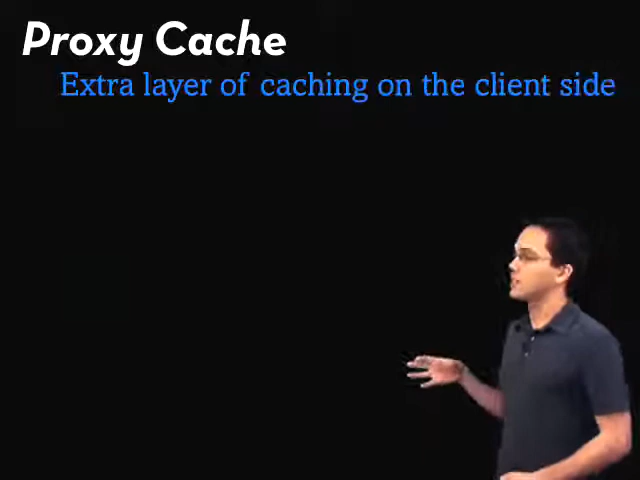 Proxy Cache
Extra layer of caching on the client side